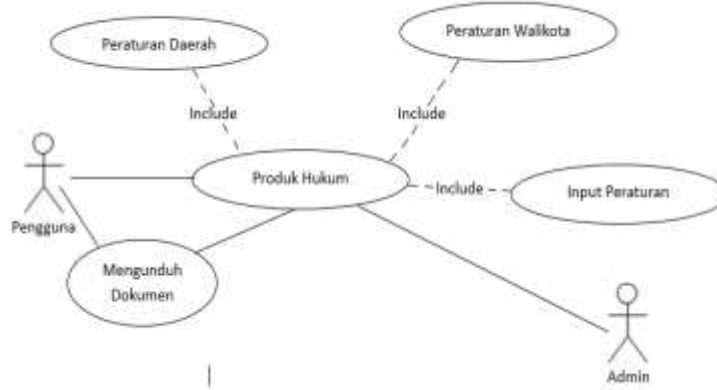 Peraturan Daerah
Peraturan Walikota
Include
Include
Produk Hukum
Include
Input Peraturan
Pengguna
Mengunduh
Dokumen
Admin